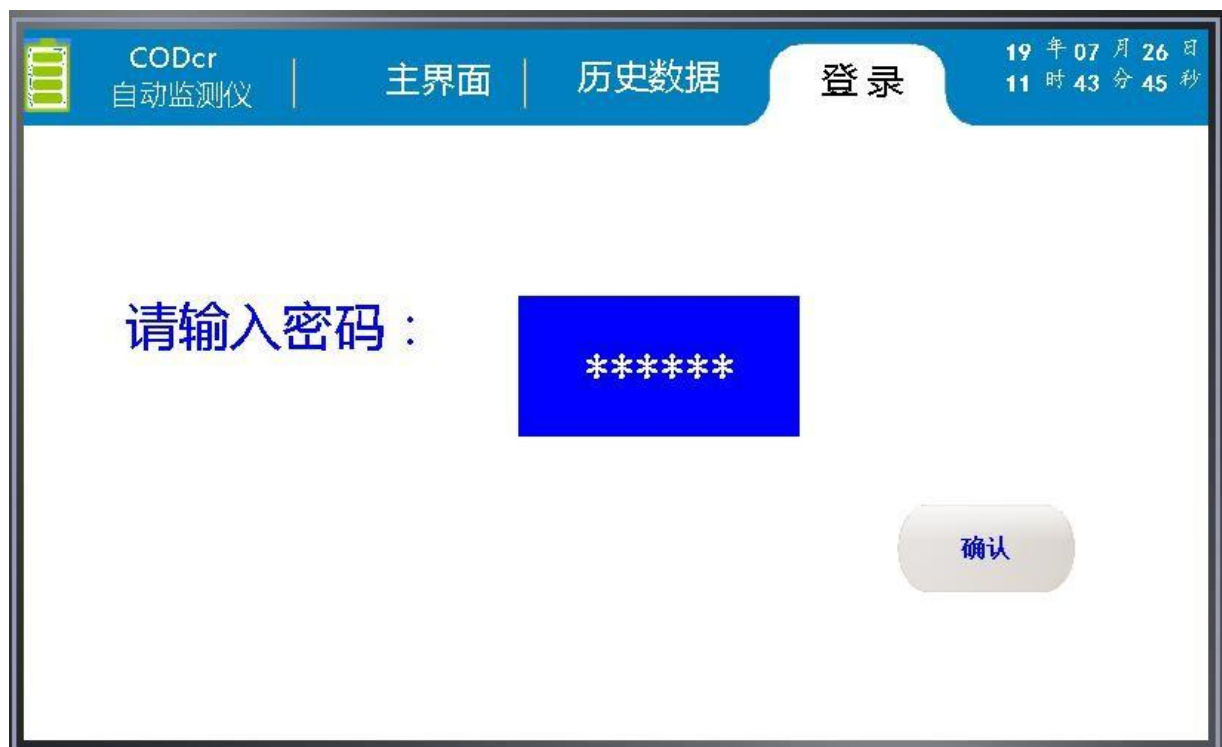 CODcr
自动监测仪
主界面
历史数据
登录
19 年 07 月 26 日
11 时 43 分 45 秒
请输入密码：
******
确认